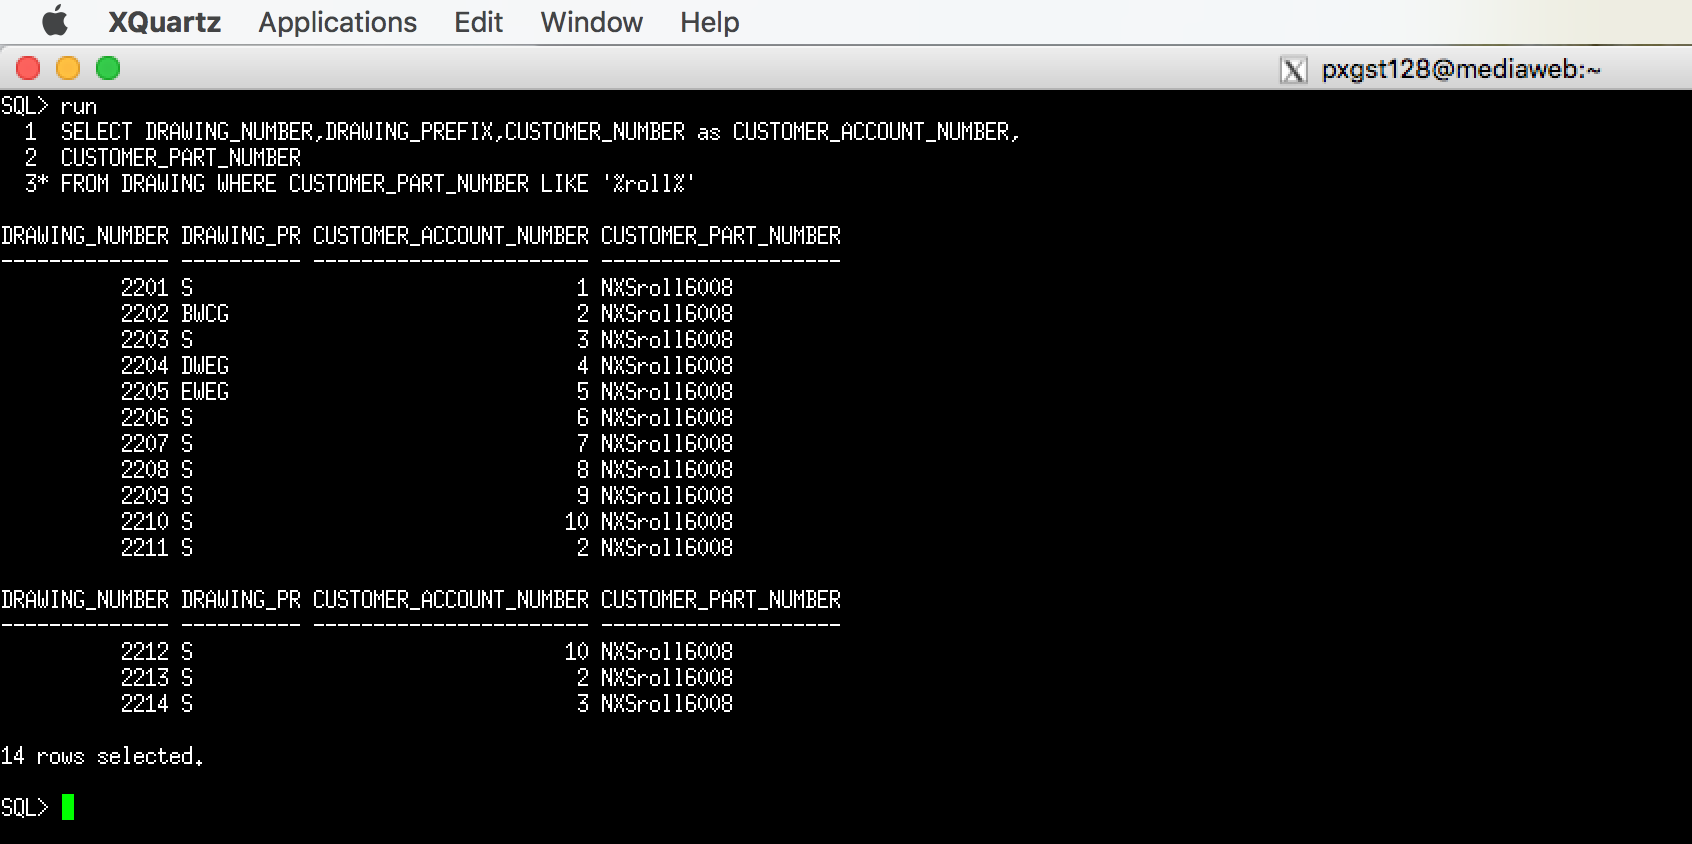 XQuartz Applications Edit Window Help
X pxgst128@mediaweb:~
SQL> run
  1  SELECT DRAWING_NUMBER,DRAWING_PREFIX,CUSTOMER_NUMBER as CUSTOMER_ACCOUNT_NUMBER,
  2  CUSTOMER_PART_NUMBER
  3* FROM DRAWING WHERE CUSTOMER_PART_NUMBER LIKE '%roll%'
DRAWING_NUMBER DRAWING_PR CUSTOMER_ACCOUNT_NUMBER CUSTOMER_PART_NUMBER
-------------- ---------- ----------------------- --------------------
          2201 S                                1 NXSroll6008
          2202 BWCG                             2 NXSroll6008
          2203 S                                3 NXSroll6008
          2204 DWEG                             4 NXSroll6008
          2205 EWEG                             5 NXSroll6008
          2206 S                                6 NXSroll6008
          2207 S                                7 NXSroll6008
          2208 S                                8 NXSroll6008
          2209 S                                9 NXSroll6008
          2210 S                               10 NXSroll6008
          2211 S                                2 NXSroll6008
DRAWING_NUMBER DRAWING_PR CUSTOMER_ACCOUNT_NUMBER CUSTOMER_PART_NUMBER
-------------- ---------- ----------------------- --------------------
          2212 S                               10 NXSroll6008
          2213 S                                2 NXSroll6008
          2214 S                                3 NXSroll6008
14 rows selected.
SQL>